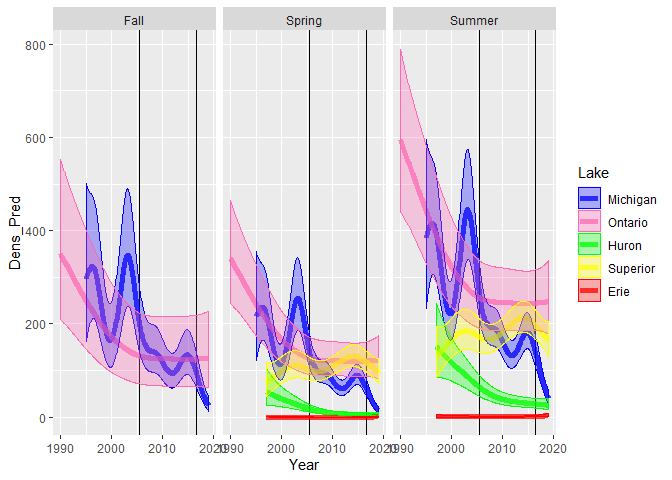 Fall Spring Summer
800
600
400
200
0
Dens_Pred
1990 2000 2010 2020 1990 2000 2010 2020 1990 2000 2010 2020
Year
Lake
Michigan
Ontario
Huron
Superior
Erie